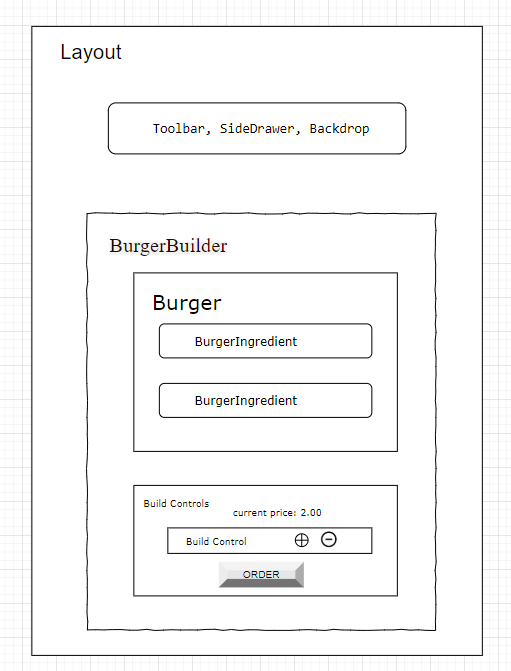 Layout
Toolbar, SideDrawer, Backdrop
BurgerBuilder
Burger
BurgerIngredient
BurgerIngredient
Build Controls
current price: 2.00
Build Control
ORDER